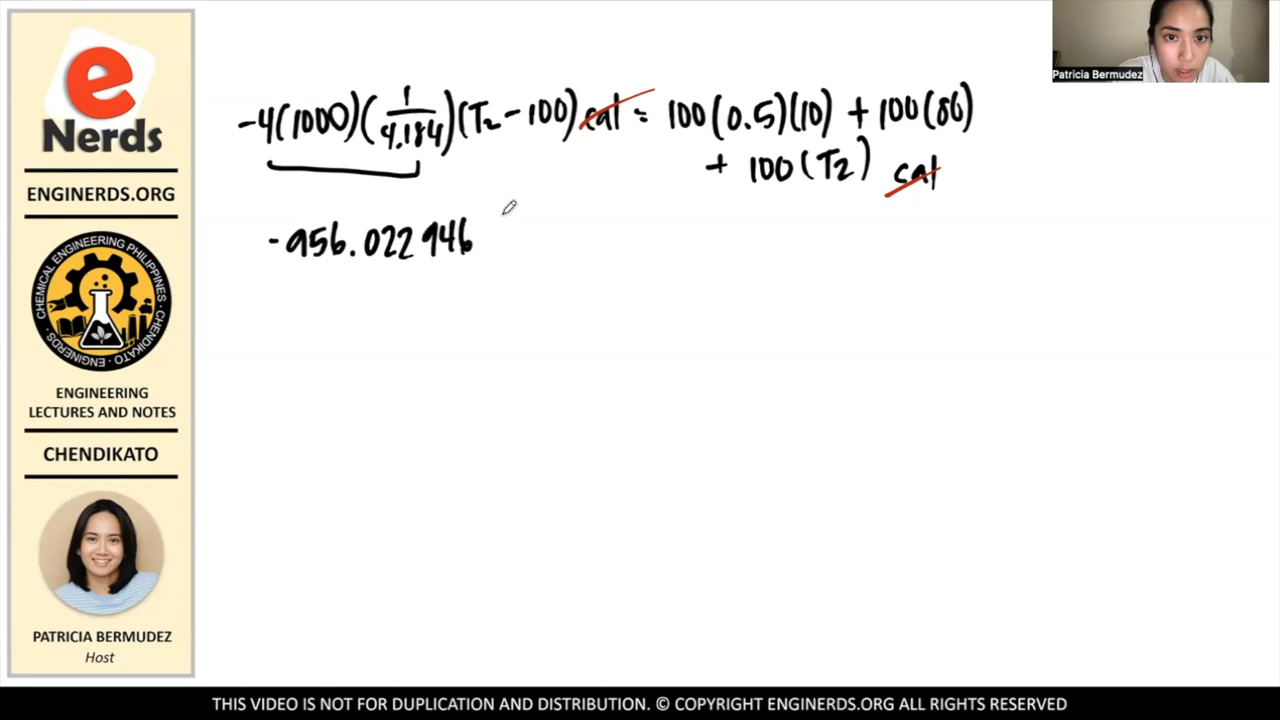 e
Nerds
ENGINERDS.ORG
CHEMICAL ENGINEERING PHILIPPINES
CHENDIKATO ENGINERDS.ORG
ENGINEERING
LECTURES AND NOTES
CHENDIKATO
PATRICIA BERMUDEZ
Host
-4(1000)(1/4.184)(T₂-100)cal = 100(0.5)(10) + 100(80)
+ 100(T₂) cal
-956.022946
Patricia Bermudez
THIS VIDEO IS NOT FOR DUPLICATION AND DISTRIBUTION. © COPYRIGHT ENGINERDS.ORG ALL RIGHTS RESERVED